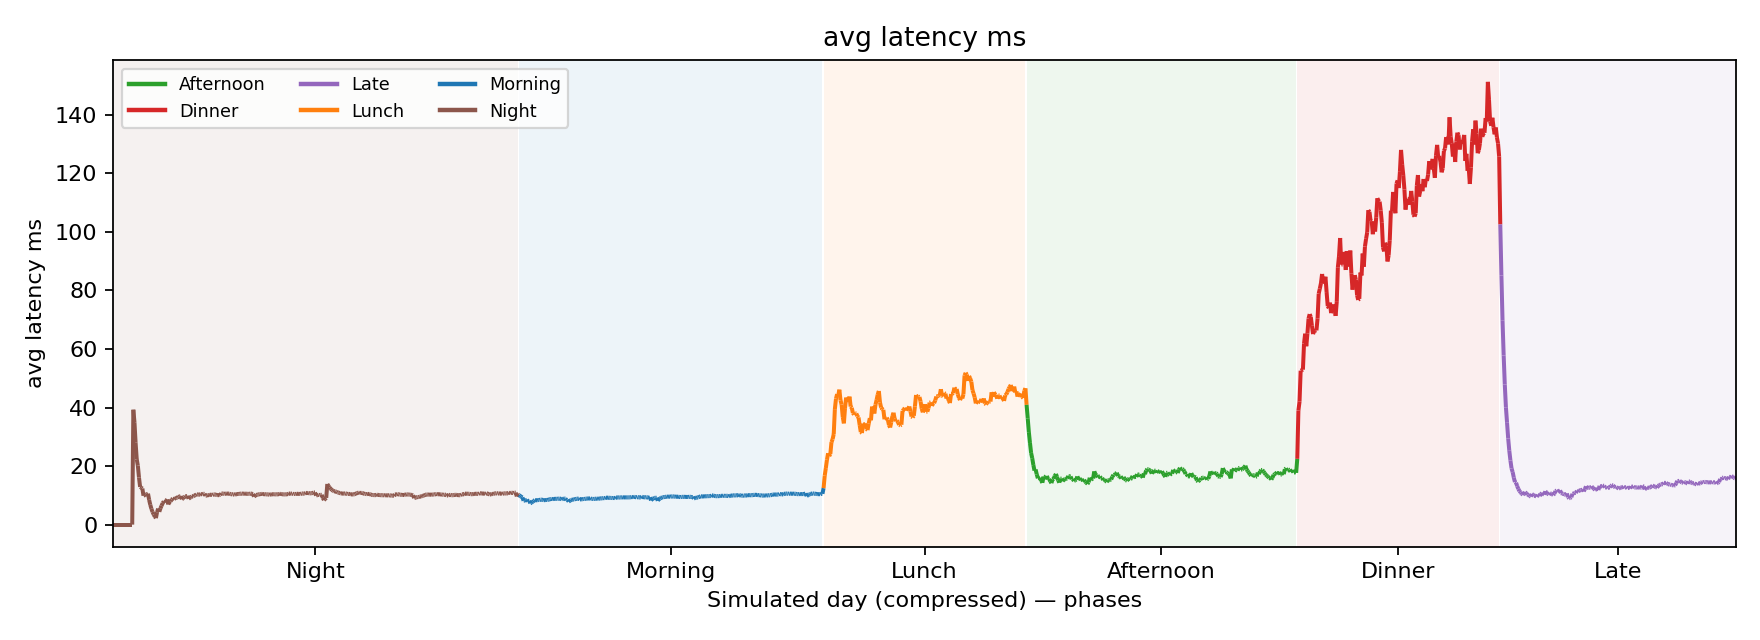 avg latency ms
Afternoon Late Morning
Dinner Lunch Night
avg latency ms
140
120
100
80
60
40
20
0
Night Morning Lunch Afternoon Dinner Late
Simulated day (compressed) — phases